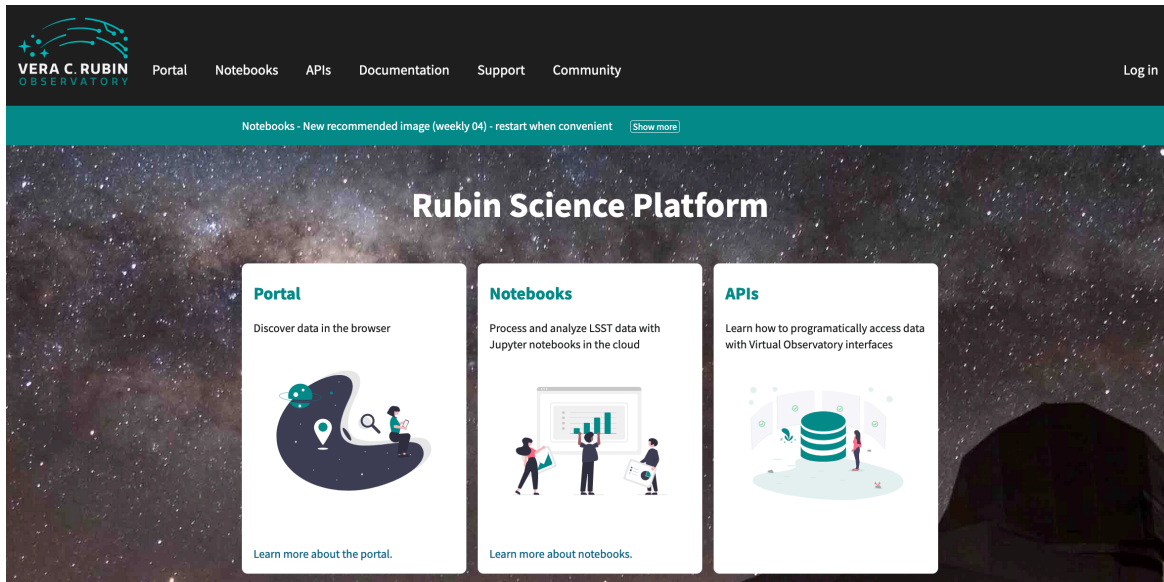 VERA C. RUBIN
OBSERVATORY
Portal Notebooks APIs Documentation Support Community Log in
Notebooks - New recommended image (weekly 04) - restart when convenient Show more
Rubin Science Platform
Portal
Discover data in the browser
Learn more about the portal.
Notebooks
Process and analyze LSST data with
Jupyter notebooks in the cloud
Learn more about notebooks.
APIs
Learn how to programatically access data
with Virtual Observatory interfaces